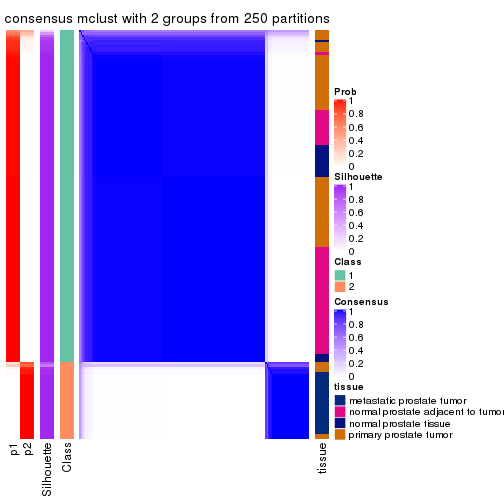 consensus mclust with 2 groups from 250 partitions
Prob
1
0.8
0.6
0.4
0.2
0
Silhouette
1
0.8
0.6
0.4
0.2
0
Class
1
2
Consensus
1
0.8
0.6
0.4
0.2
0
tissue
metastatic prostate tumor
normal prostate adjacent to tumor
normal prostate tissue
primary prostate tumor
p1
p2
Silhouette
Class
tissue